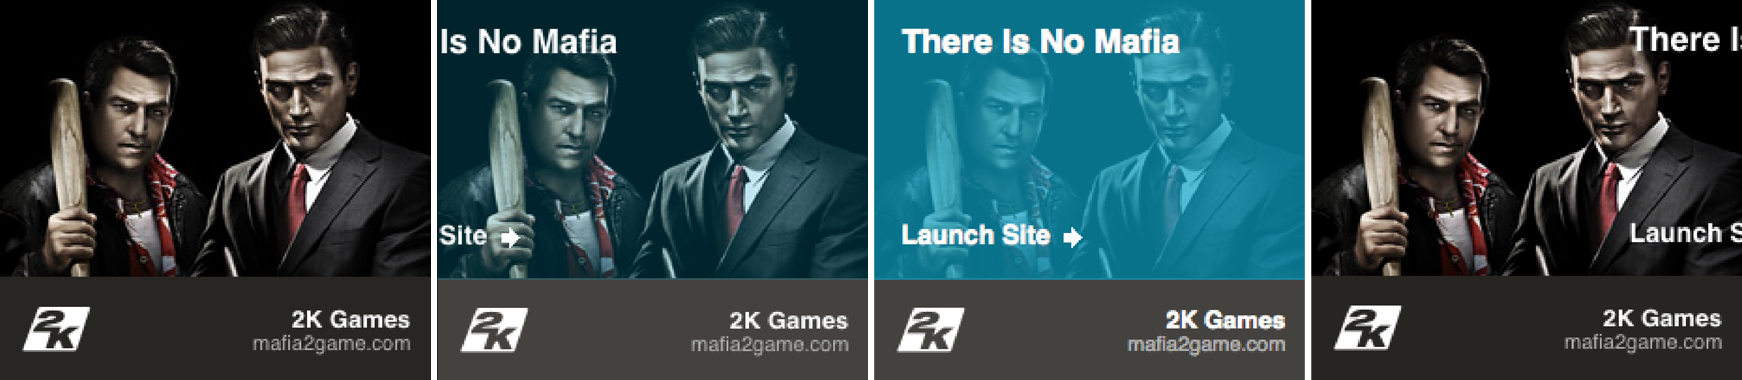 2K
2K Games
mafia2game.com
Is No Mafia
Site
2K
2K Games
mafia2game.com
There Is No Mafia
Launch Site
2K
2K Games
mafia2game.com
There Is
Launch S
2K
2K Games
mafia2game.com